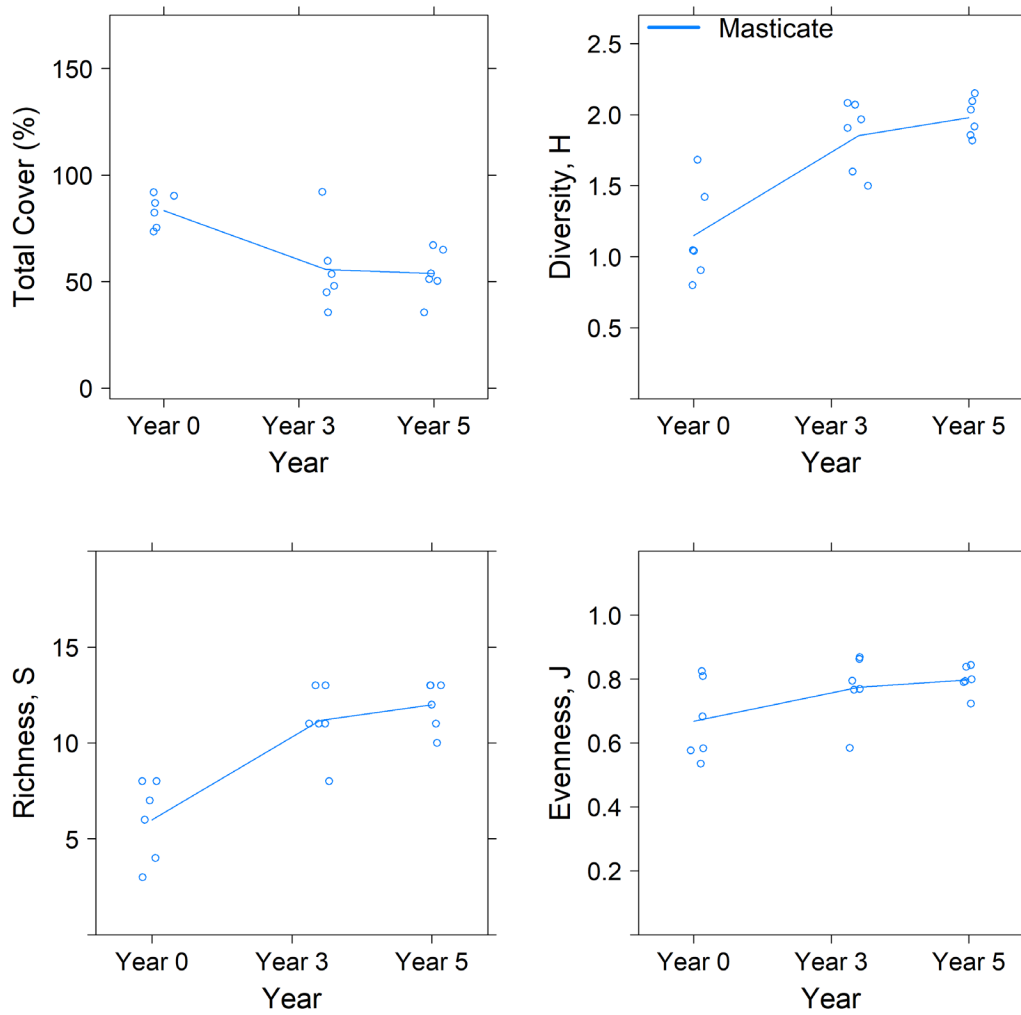 Total Cover (%)
150
100
50
0
Year 0 Year 3 Year 5
Year
Masticate
Diversity, H
2.5
2.0
1.5
1.0
0.5
Year 0 Year 3 Year 5
Year
Richness, S
15
10
5
Year 0 Year 3 Year 5
Year
Evenness, J
1.0
0.8
0.6
0.4
0.2
Year 0 Year 3 Year 5
Year